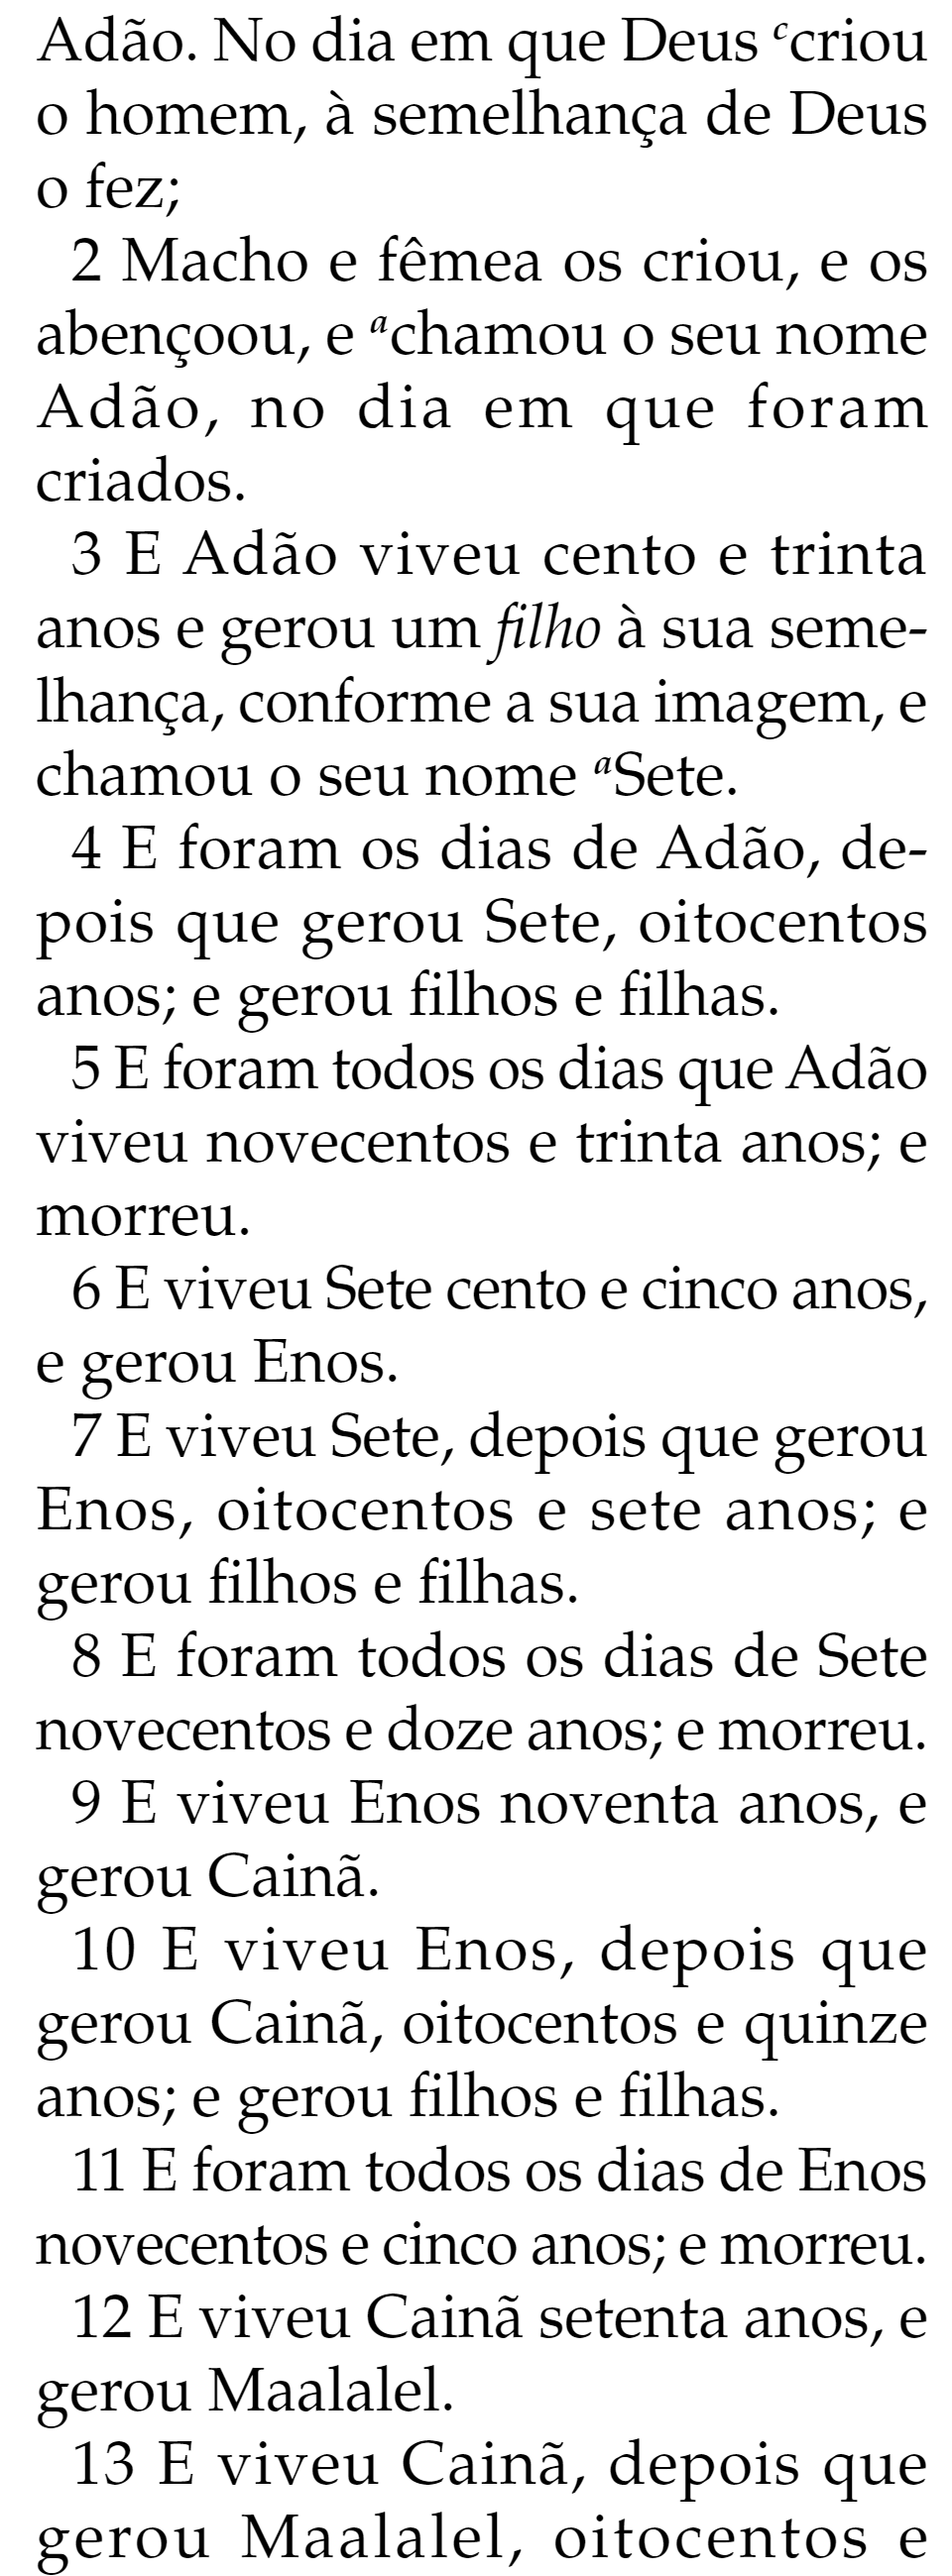 Adão. No dia em que Deus ᶜcriou
o homem, à semelhança de Deus
o fez;
2 Macho e fêmea os criou, e os
abençoou, e ᵃchamou o seu nome
Adão, no dia em que foram
criados.
3 E Adão viveu cento e trinta
anos e gerou um filho à sua seme-
lhança, conforme a sua imagem, e
chamou o seu nome ᵃSete.
4 E foram os dias de Adão, de-
pois que gerou Sete, oitocentos
anos; e gerou filhos e filhas.
5 E foram todos os dias que Adão
viveu novecentos e trinta anos; e
morreu.
6 E viveu Sete cento e cinco anos,
e gerou Enos.
7 E viveu Sete, depois que gerou
Enos, oitocentos e sete anos; e
gerou filhos e filhas.
8 E foram todos os dias de Sete
novecentos e doze anos; e morreu.
9 E viveu Enos noventa anos, e
gerou Cainã.
10 E viveu Enos, depois que
gerou Cainã, oitocentos e quinze
anos; e gerou filhos e filhas.
11 E foram todos os dias de Enos
novecentos e cinco anos; e morreu.
12 E viveu Cainã setenta anos, e
gerou Maalalel.
13 E viveu Cainã, depois que
gerou Maalalel, oitocentos e